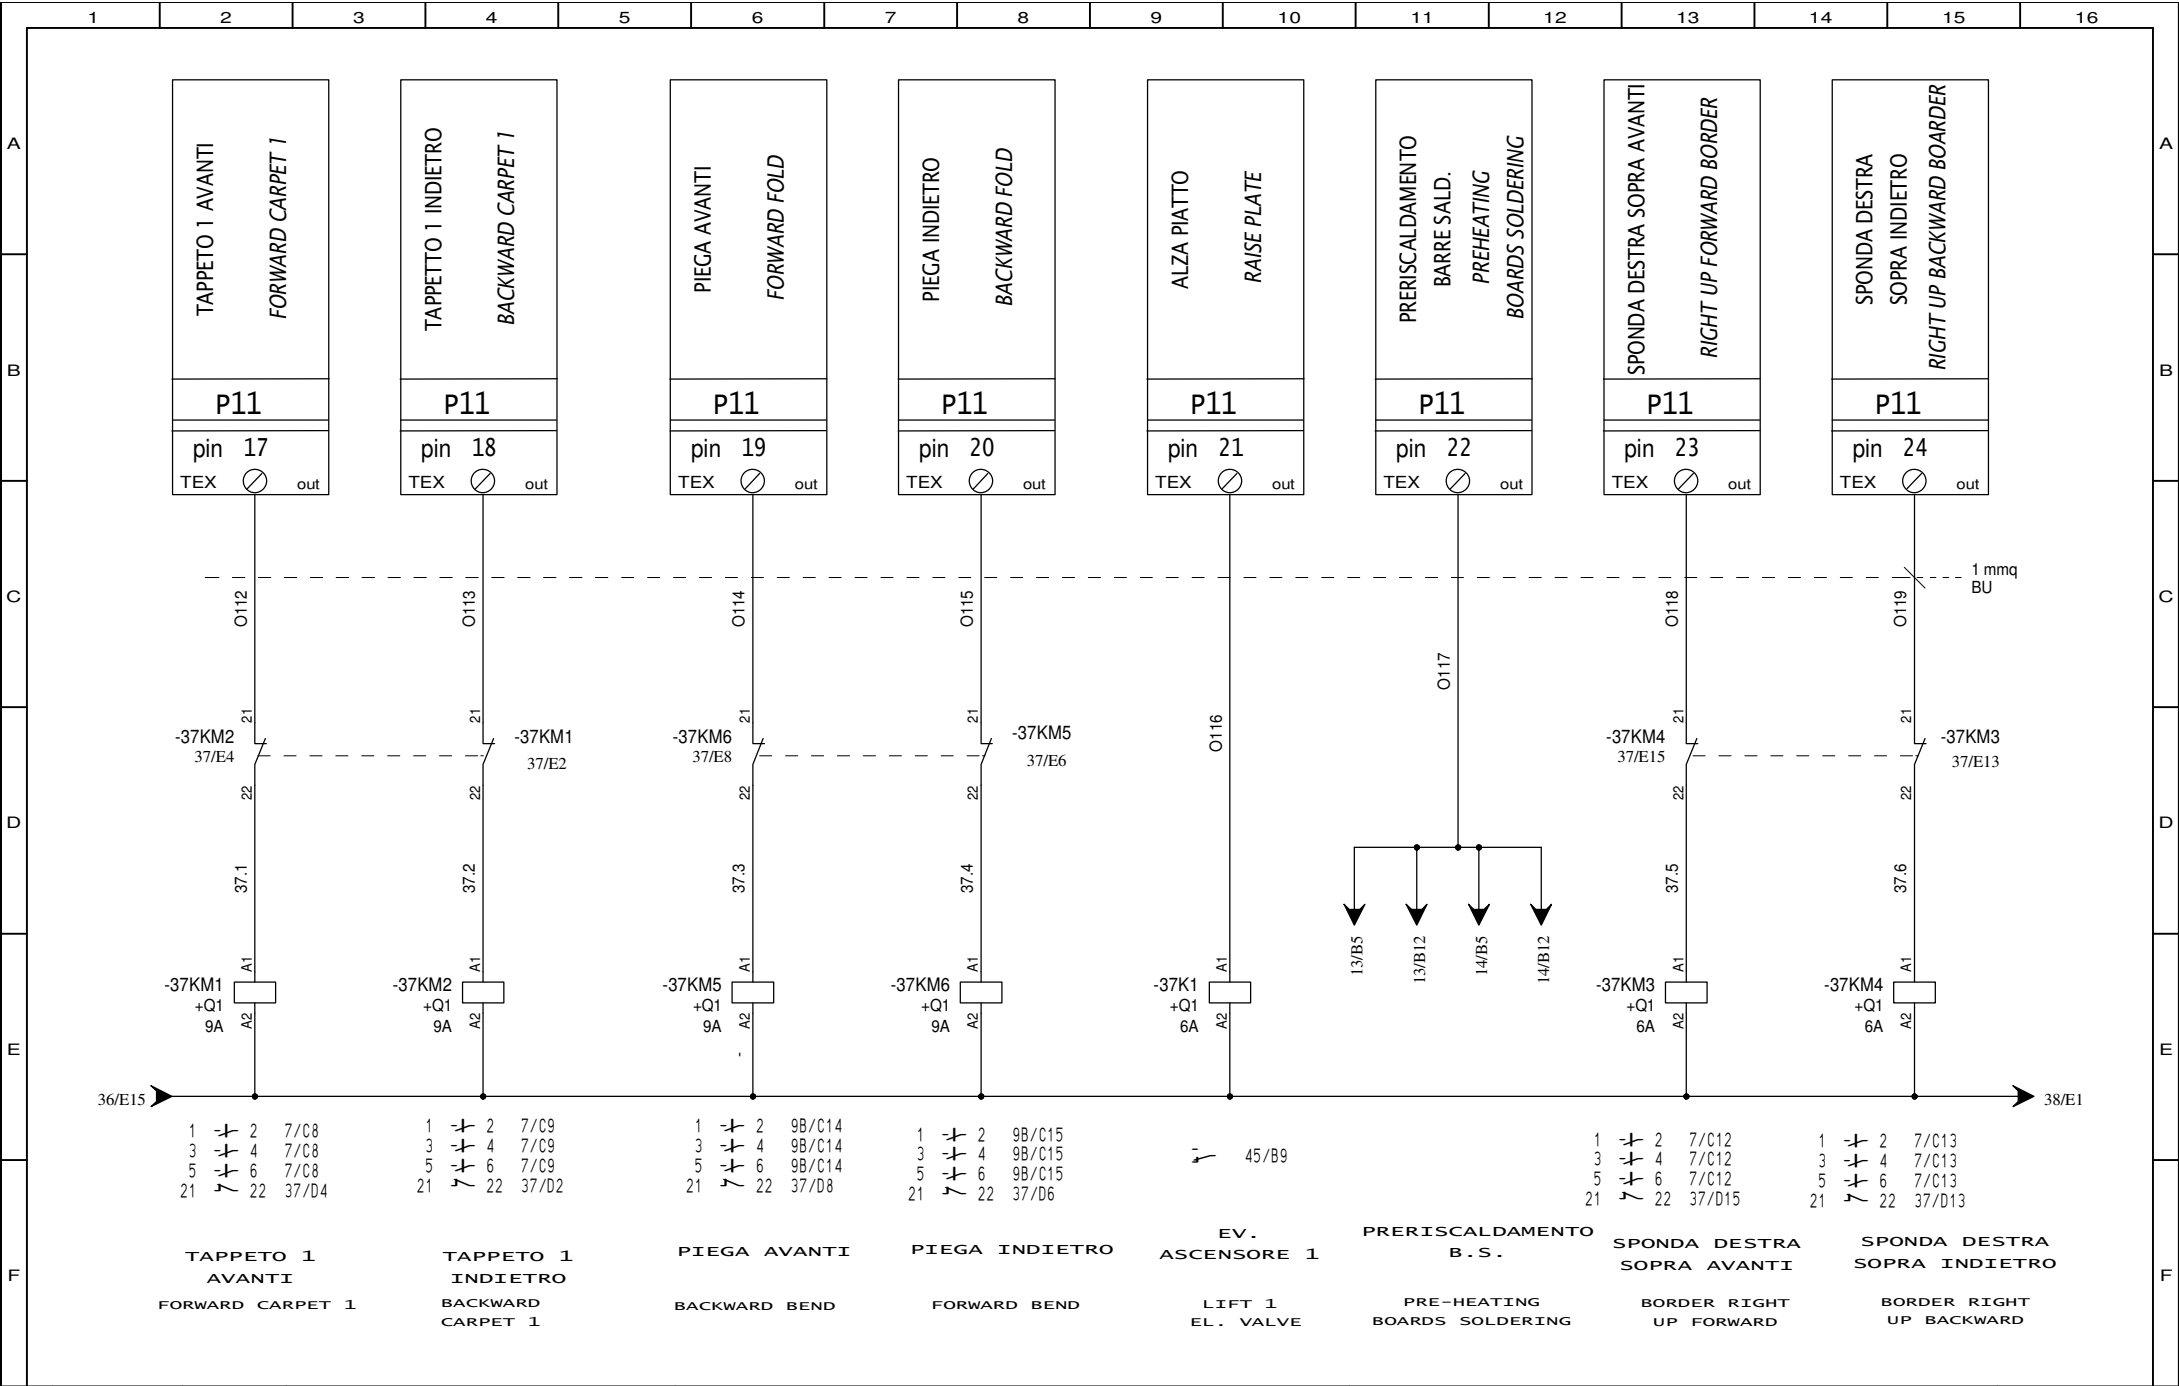 1 2 3 4 5 6 7 8 9 10 11 12 13 14 15 16
A
B
C
D
E
F
A
B
C
D
E
F
TAPPETO 1 AVANTI
FORWARD CARPET 1
P11
pin 17
TEX out
TAPPETTO 1 INDIETRO
BACKWARD CARPET 1
P11
pin 18
TEX out
PIEGA AVANTI
FORWARD FOLD
P11
pin 19
TEX out
PIEGA INDIETRO
BACKWARD FOLD
P11
pin 20
TEX out
ALZA PIATTO
RAISE PLATE
P11
pin 21
TEX out
PRERISCALDAMENTO
BARRE SALD.
PREHEATING
BOARDS SOLDERING
P11
pin 22
TEX out
SPONDA DESTRA SOPRA AVANTI
RIGHT UP FORWARD BORDER
P11
pin 23
TEX out
SPONDA DESTRA
SOPRA INDIETRO
RIGHT UP BACKWARD BOARDER
P11
pin 24
TEX out
1 mmq
BU
O112
21
-37KM2
37/E4
22
37.1
A1
-37KM1
+Q1
9A
A2
O113
21
-37KM1
37/E2
22
37.2
A1
-37KM2
+Q1
9A
A2
O114
21
-37KM6
37/E8
22
37.3
A1
-37KM5
+Q1
9A
A2
O115
21
-37KM5
37/E6
22
37.4
A1
-37KM6
+Q1
9A
A2
O116
A1
-37K1
+Q1
6A
A2
O117
13/B5
13/B12
14/B5
14/B12
O118
21
-37KM4
37/E15
22
37.5
A1
-37KM3
+Q1
6A
A2
O119
21
-37KM3
37/E13
22
37.6
A1
-37KM4
+Q1
6A
A2
36/E15
38/E1
1 2 7/C8
3 4 7/C8
5 6 7/C8
21 22 37/D4
TAPPETO 1
AVANTI
FORWARD CARPET 1
1 2 7/C9
3 4 7/C9
5 6 7/C9
21 22 37/D2
TAPPETO 1
INDIETRO
BACKWARD
CARPET 1
1 2 9B/C14
3 4 9B/C14
5 6 9B/C14
21 22 37/D8
PIEGA AVANTI
BACKWARD BEND
1 2 9B/C15
3 4 9B/C15
5 6 9B/C15
21 22 37/D6
PIEGA INDIETRO
FORWARD BEND
45/B9
EV.
ASCENSORE 1
LIFT 1
EL. VALVE
PRERISCALDAMENTO
B.S.
PRE-HEATING
BOARDS SOLDERING
1 2 7/C12
3 4 7/C12
5 6 7/C12
21 22 37/D15
SPONDA DESTRA
SOPRA AVANTI
BORDER RIGHT
UP FORWARD
1 2 7/C13
3 4 7/C13
5 6 7/C13
21 22 37/D13
SPONDA DESTRA
SOPRA INDIETRO
BORDER RIGHT
UP BACKWARD